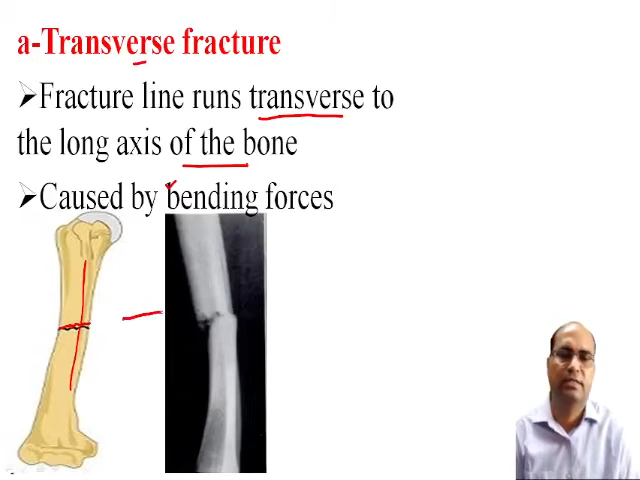 a-Transverse fracture
➢Fracture line runs transverse to
the long axis of the bone
➢Caused by bending forces